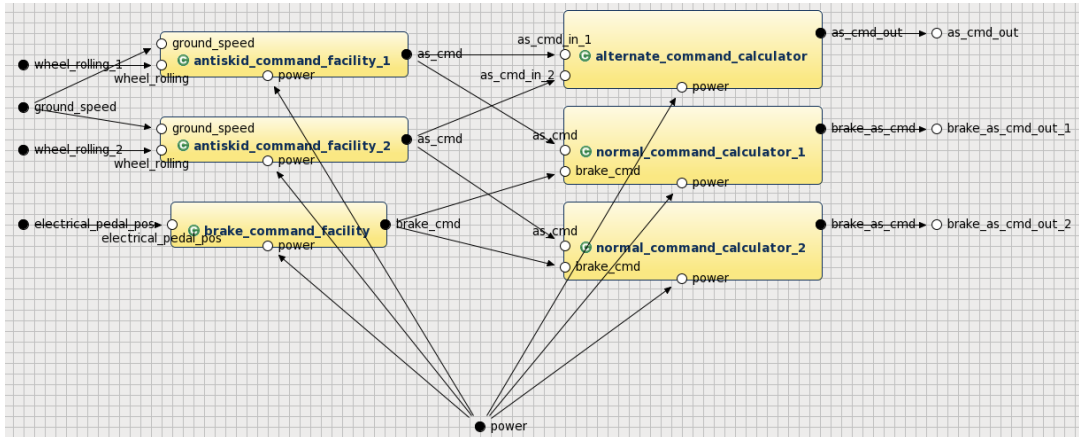 ground_speed
as_cmd_in_1
as_cmd_out
as_cmd_out
wheel_rolling_1
antiskid_command_facility_1
as_cmd
alternate_command_calculator
wheel_rolling
power
as_cmd_in_2
power
ground_speed
ground_speed
brake_as_cmd
brake_as_cmd_out_1
wheel_rolling_2
antiskid_command_facility_2
as_cmd
as_cmd
normal_command_calculator_1
wheel_rolling
power
brake_cmd
power
electrical_pedal_pos
brake_command_facility
brake_cmd
as_cmd
brake_as_cmd
brake_as_cmd_out_2
electrical_pedal_pos
power
normal_command_calculator_2
brake_cmd
power
power